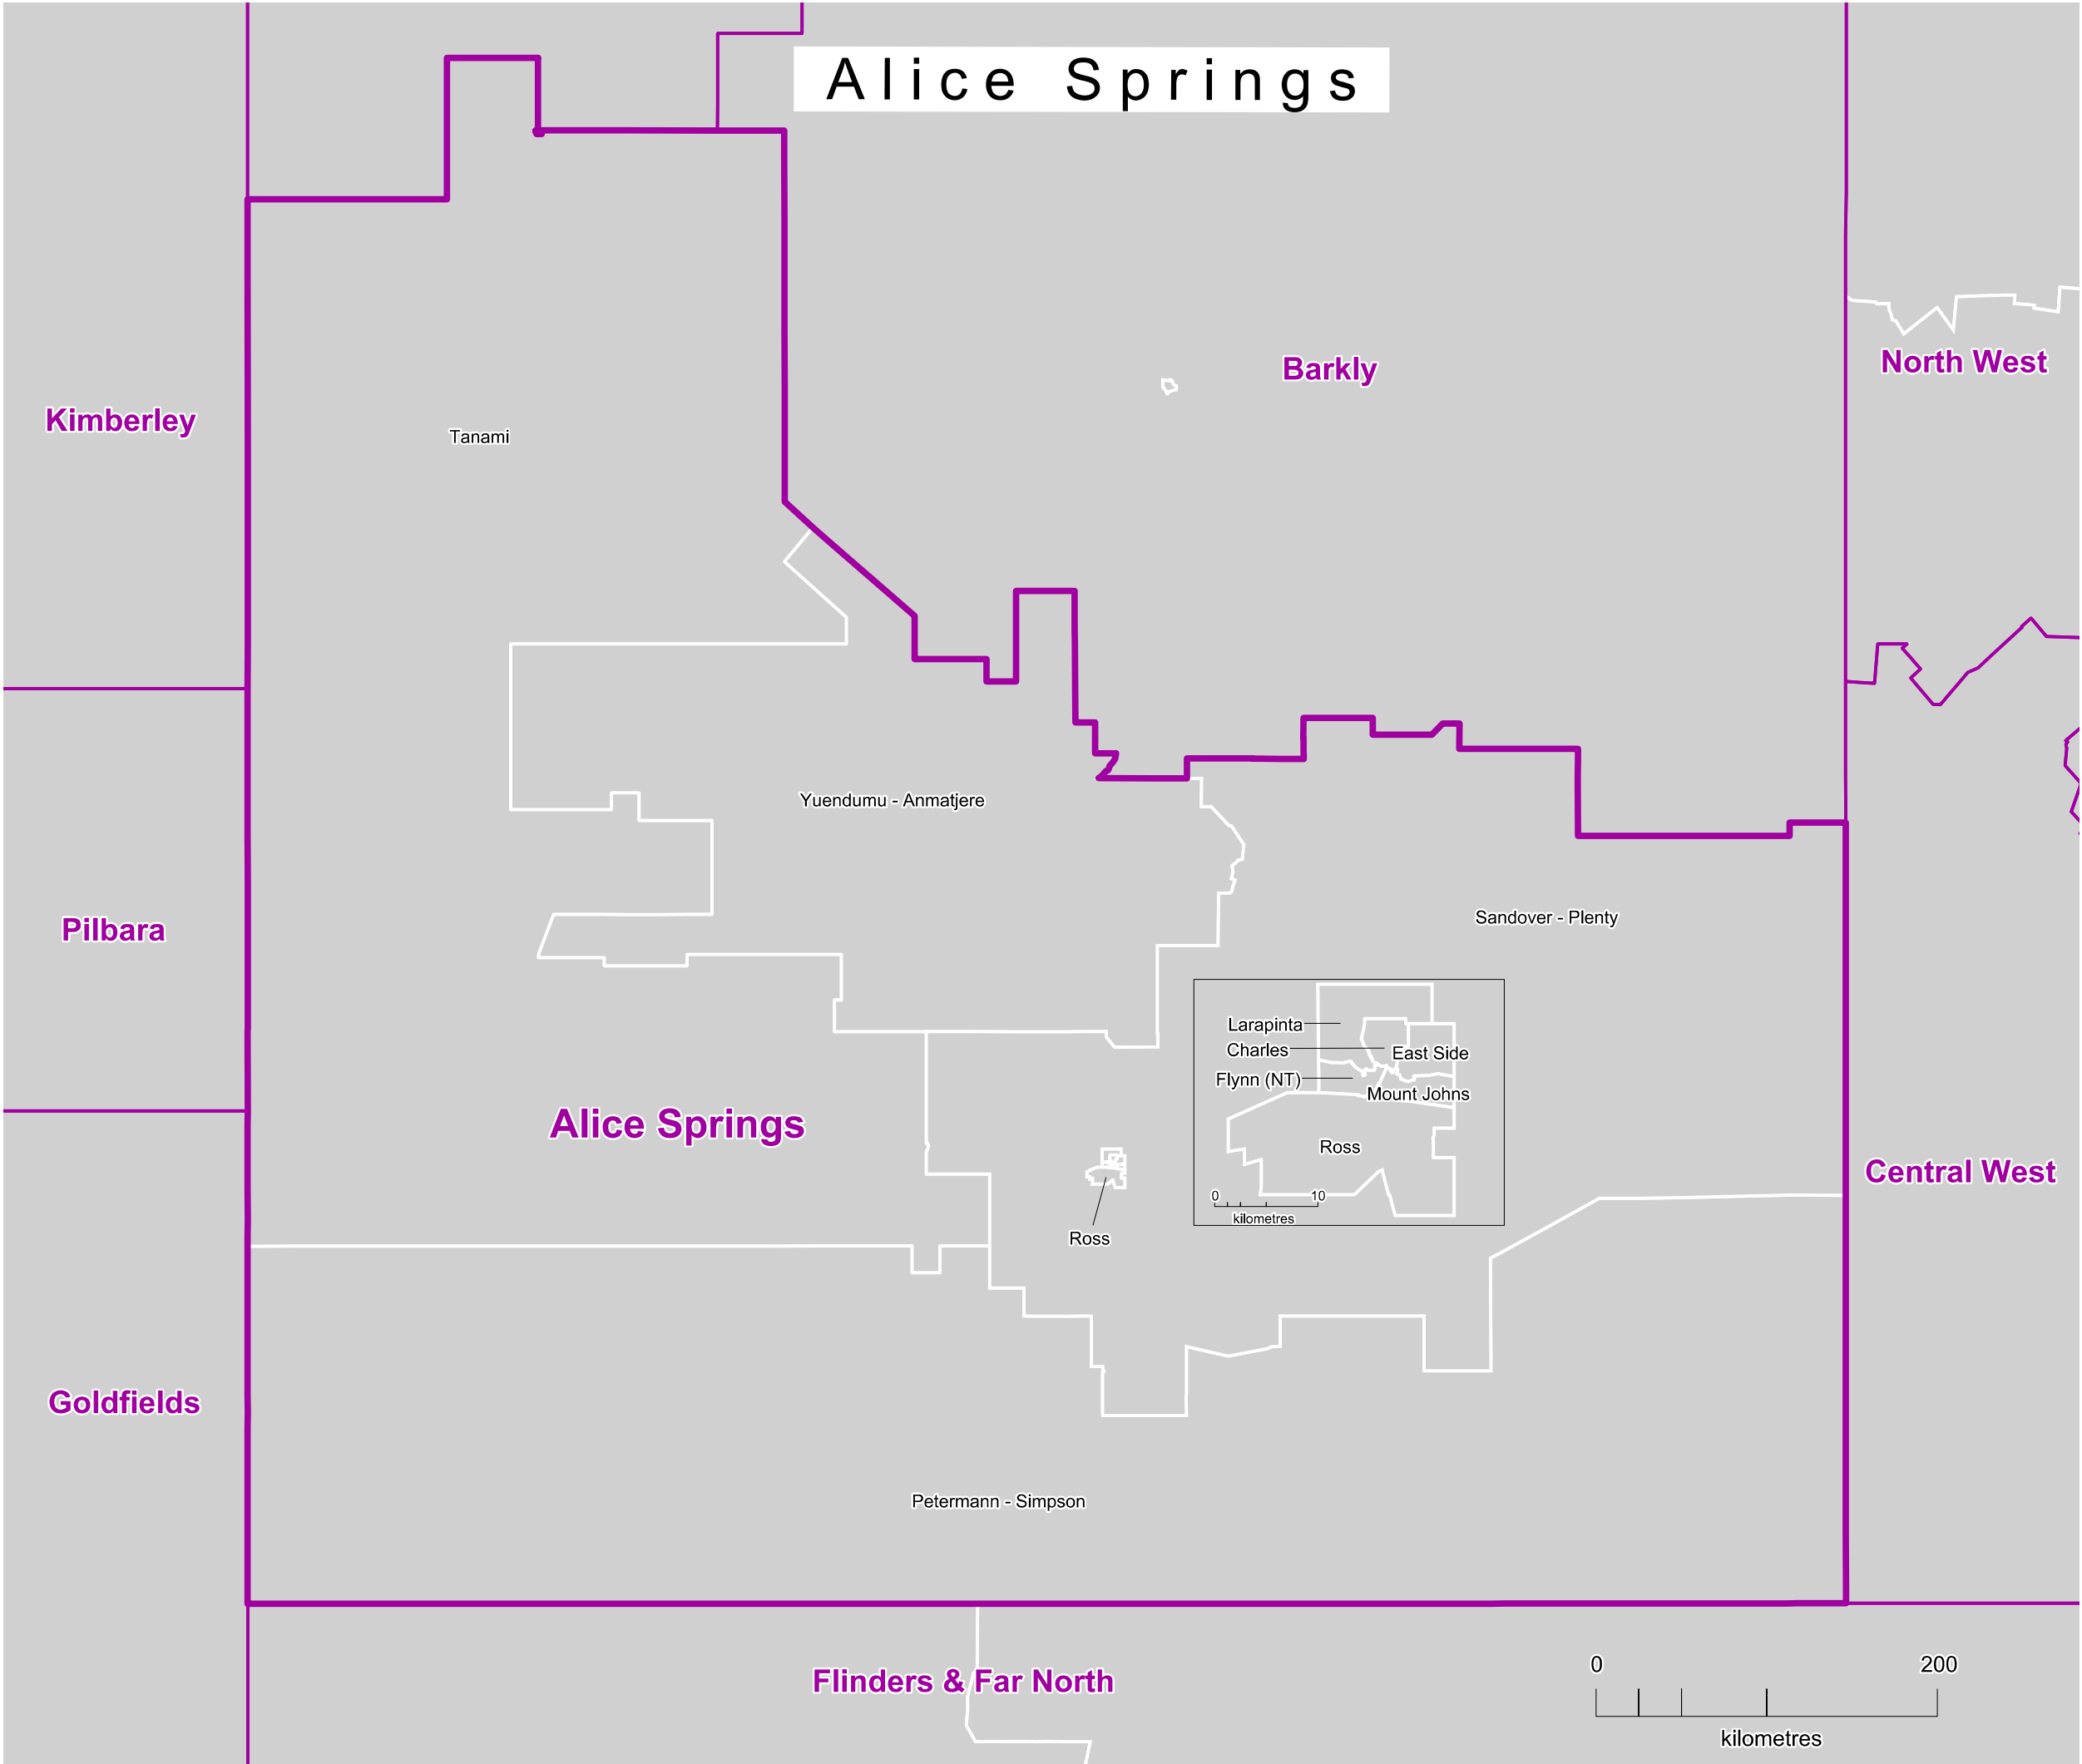 Alice Springs
Barkly
North West
Kimberley
Tanami
Yuendumu - Anmatjere
Sandover - Plenty
Pilbara
Larapinta
Charles
East Side
Flynn (NT)
Mount Johns
Alice Springs
Ross
Central West
0 10
kilometres
Ross
Goldfields
Petermann - Simpson
Flinders & Far North
0 200
kilometres